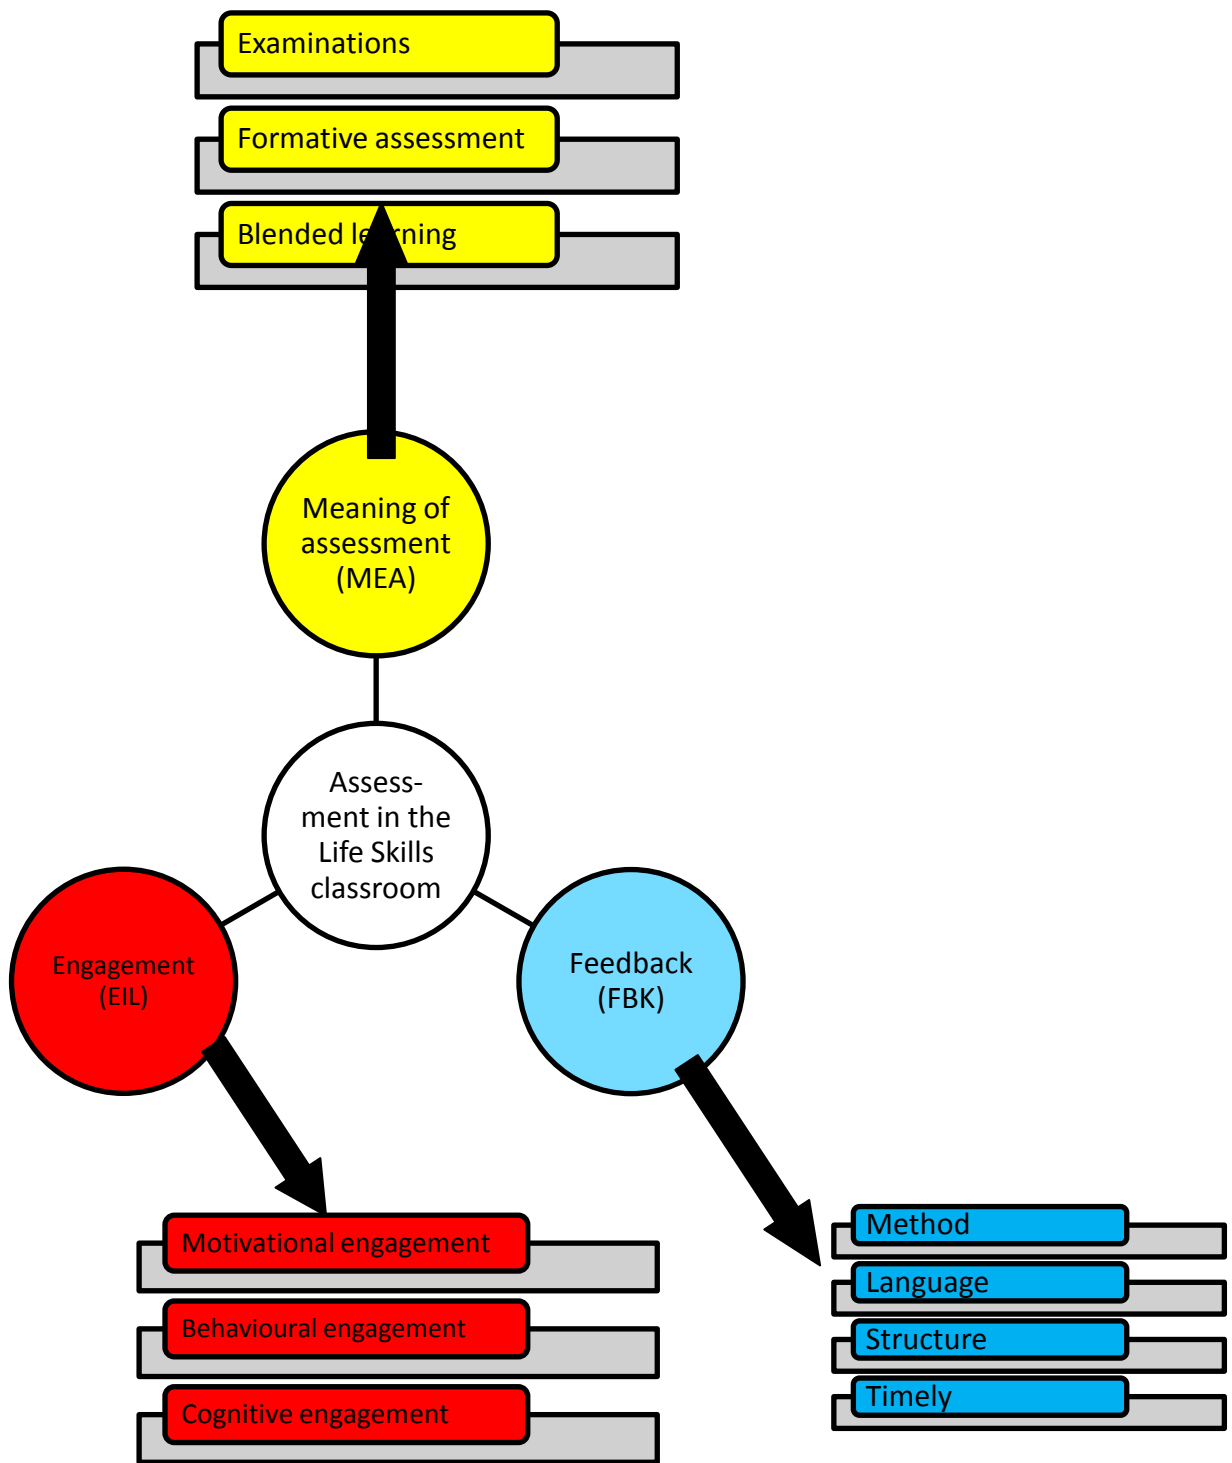 Examinations
Formative assessment
Blended learning
Meaning of
assessment
(MEA)
Assess-
ment in the
Life Skills
classroom
Engagement
(EIL)
Feedback
(FBK)
Motivational engagement
Behavioural engagement
Cognitive engagement
Method
Language
Structure
Timely